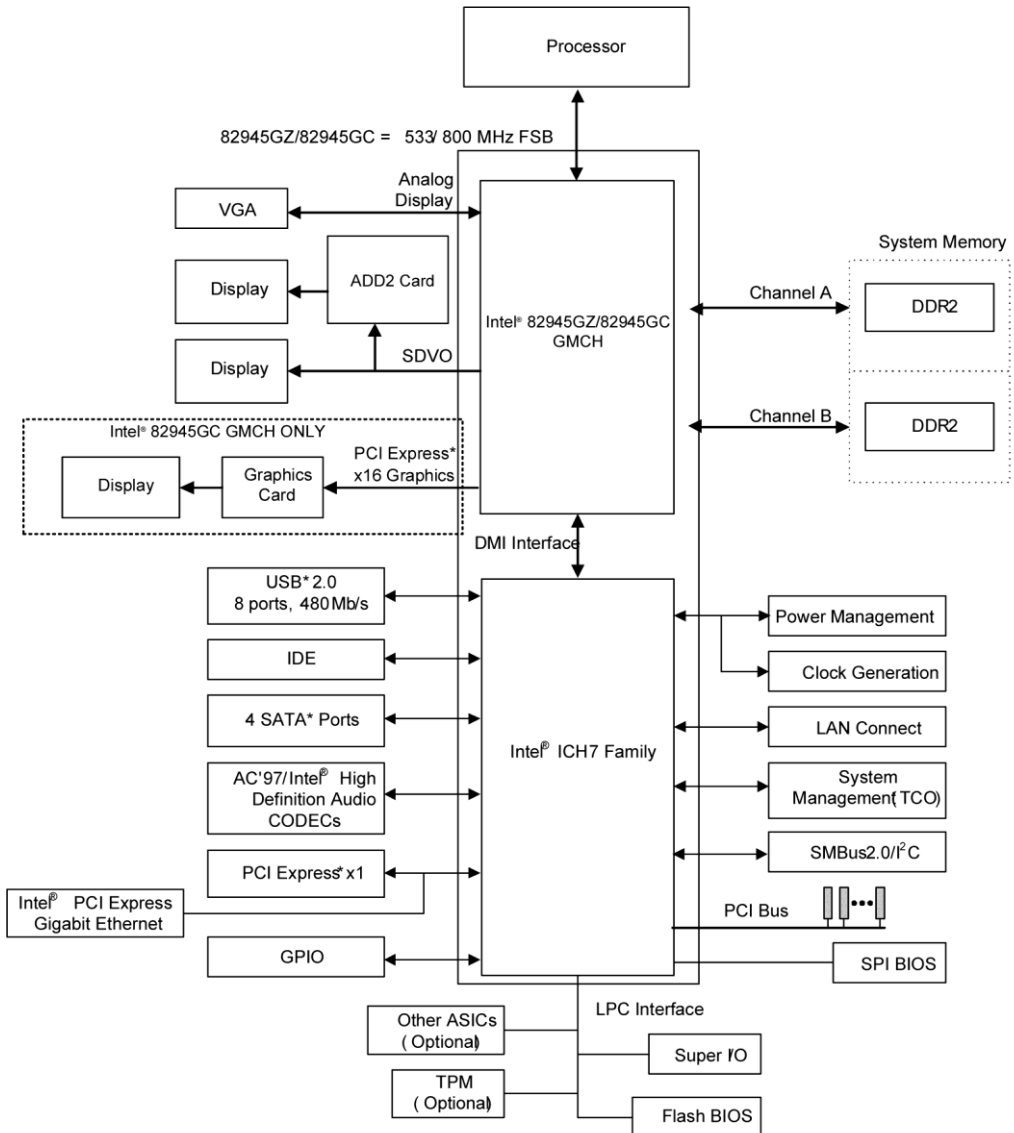 Processor
82945GZ/82945GC = 533/ 800 MHz FSB
Analog
Display
VGA
System Memory
ADD2 Card
Display
Channel A
DDR2
Intel® 82945GZ/82945GC
GMCH
SDVO
Display
Channel B
DDR2
Intel® 82945GC GMCH ONLY
PCI Express*
x16 Graphics
Graphics
Card
Display
DMI Interface
USB* 2.0
8 ports, 480 Mb/s
Power Management
IDE
Clock Generation
4 SATA* Ports
LAN Connect
Intel® ICH7 Family
AC'97/Intel® High
Definition Audio
CODECs
System
Management( TCO)
SMBus2.0/I²C
PCI Express* x1
Intel® PCI Express
Gigabit Ethernet
PCI Bus
GPIO
SPI BIOS
LPC Interface
Other ASICs
( Optional)
Super I/O
TPM
( Optional)
Flash BIOS